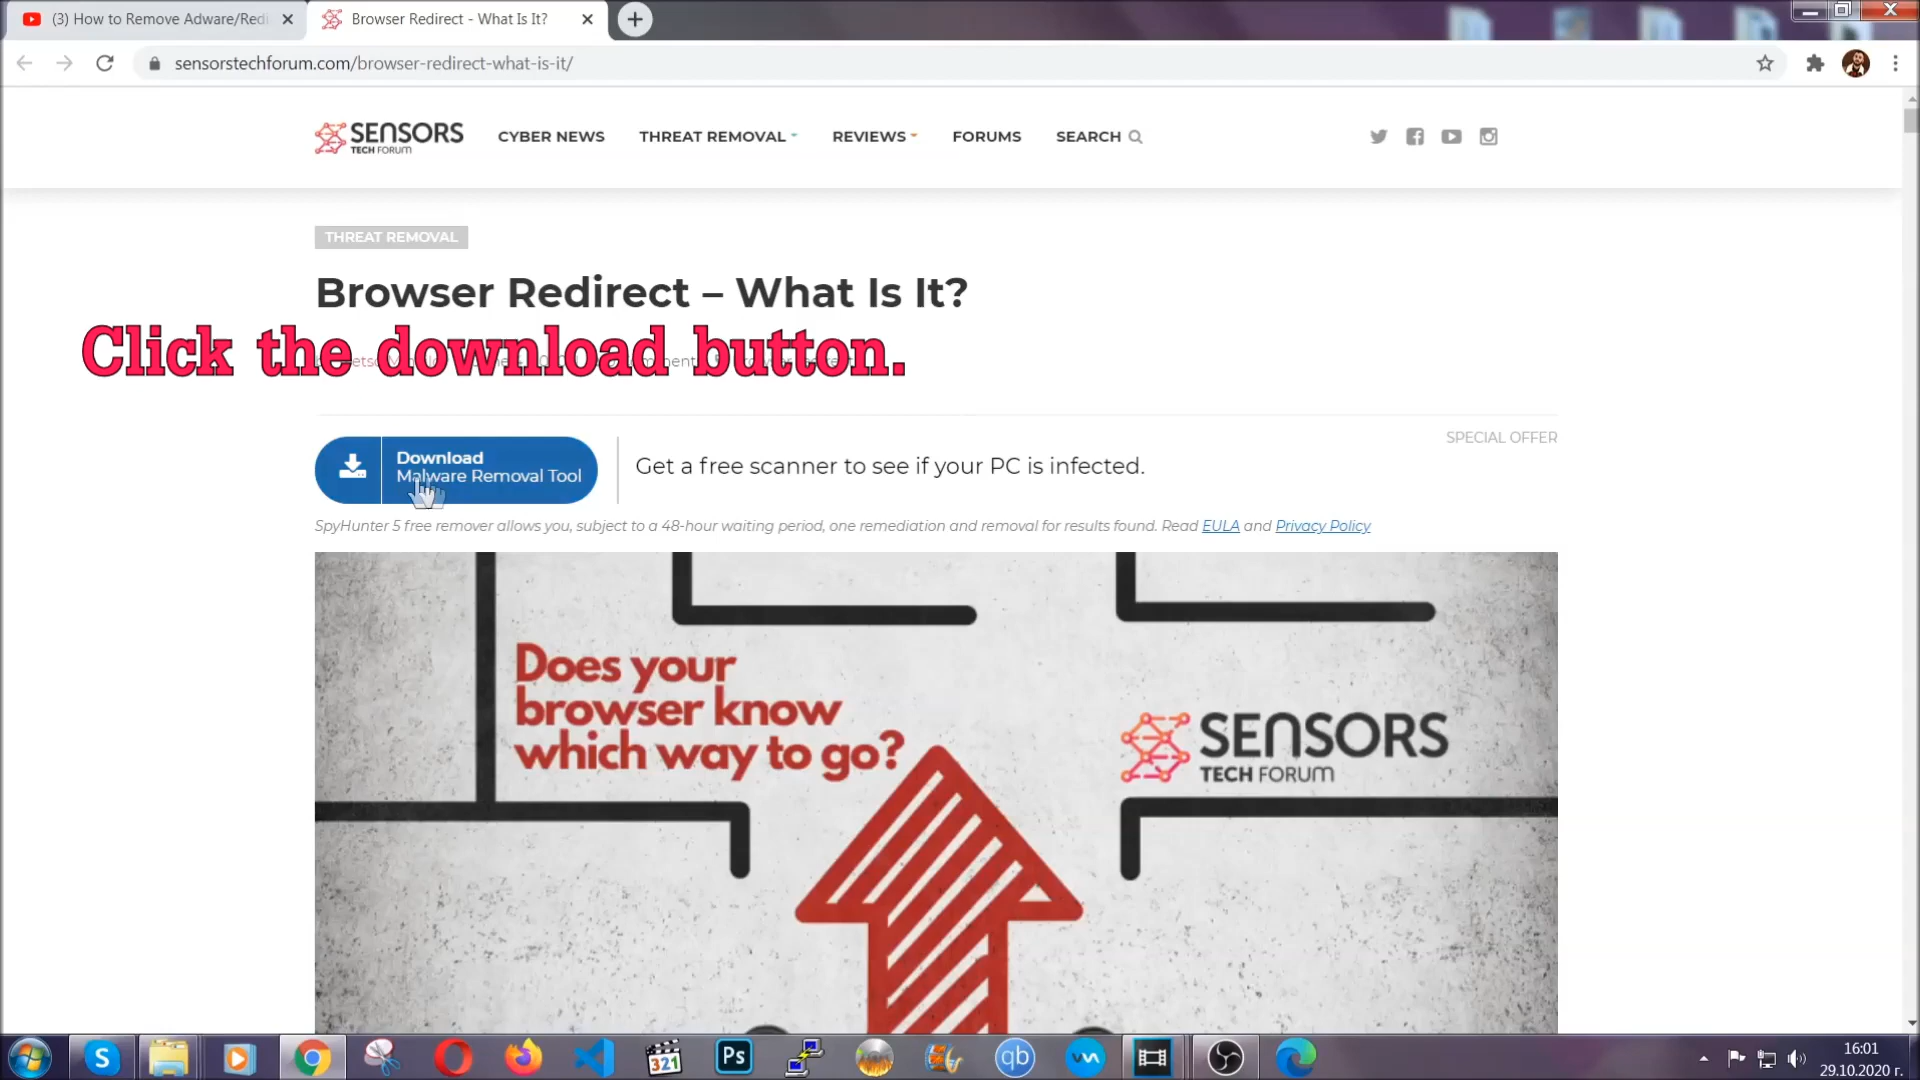 (3) How to Remove Adware/Redi
Browser Redirect - What Is It?
sensorstechforum.com/browser-redirect-what-is-it/
SENSORS
TECH FORUM
CYBER NEWS
THREAT REMOVAL
REVIEWS
FORUMS
SEARCH
THREAT REMOVAL
Browser Redirect – What Is It?
Click the download button.
Download
Malware Removal Tool
Get a free scanner to see if your PC is infected.
SPECIAL OFFER
SpyHunter 5 free remover allows you, subject to a 48-hour waiting period, one remediation and removal for results found. Read EULA and Privacy Policy
Does your
browser know
which way to go?
SENSORS
TECH FORUM
S
321
Ps
qb
16:01
29.10.2020 г.